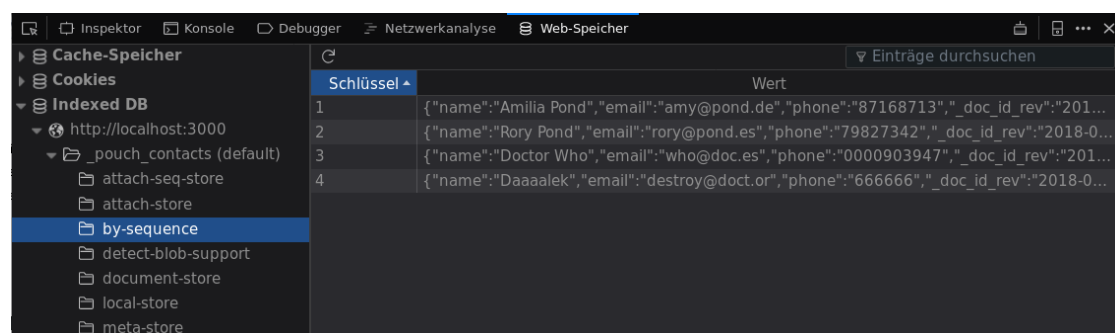 Inspektor Konsole Debugger Netzwerkanalyse Web-Speicher
Cache-Speicher
Einträge durchsuchen
Cookies
Schlüssel Wert
Indexed DB
1 {"name":"Amilia Pond","email":"amy@pond.de","phone":"87168713","_doc_id_rev":"201...
http://localhost:3000
2 {"name":"Rory Pond","email":"rory@pond.es","phone":"79827342","_doc_id_rev":"2018-0...
_pouch_contacts (default)
3 {"name":"Doctor Who","email":"who@doc.es","phone":"0000903947","_doc_id_rev":"201...
attach-seq-store
4 {"name":"Daaaalek","email":"destroy@doct.or","phone":"666666","_doc_id_rev":"2018-0...
attach-store
by-sequence
detect-blob-support
document-store
local-store
meta-store